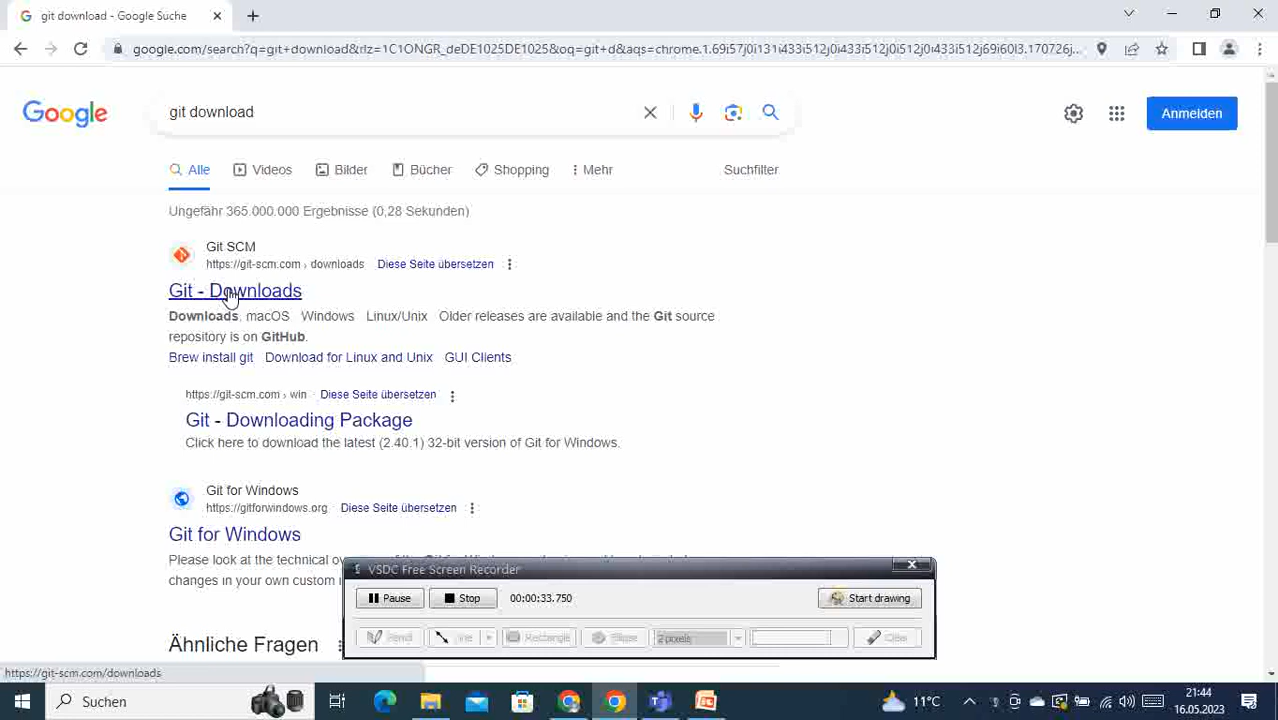 git download - Google Suche
google.com/search?q=git+download&rlz=1C1ONGR_deDE1025DE1025&oq=git+d&aqs=chrome.1.69i57j0i131i433i512j0i433i512j0i512j0i512j69i60l3.170726j...
Google
git download
Anmelden
Alle Videos Bilder Bücher Shopping Mehr Suchfilter
Ungefähr 365.000.000 Ergebnisse (0,28 Sekunden)
Git SCM
https://git-scm.com › downloads Diese Seite übersetzen
Git - Downloads
Downloads. macOS Windows Linux/Unix Older releases are available and the Git source
repository is on GitHub.
Brew install git Download for Linux and Unix GUI Clients
https://git-scm.com › win Diese Seite übersetzen
Git - Downloading Package
Click here to download the latest (2.40.1) 32-bit version of Git for Windows.
Git for Windows
https://gitforwindows.org Diese Seite übersetzen
Git for Windows
Please look at the technical
changes in your own custom
VSDC Free Screen Recorder
Pause Stop 00:00:33.750 Start drawing
Line Rectangle Ellipse 2 pixels Clear
Ähnliche Fragen
https://git-scm.com/downloads
Suchen
11°C
21:44
16.05.2023